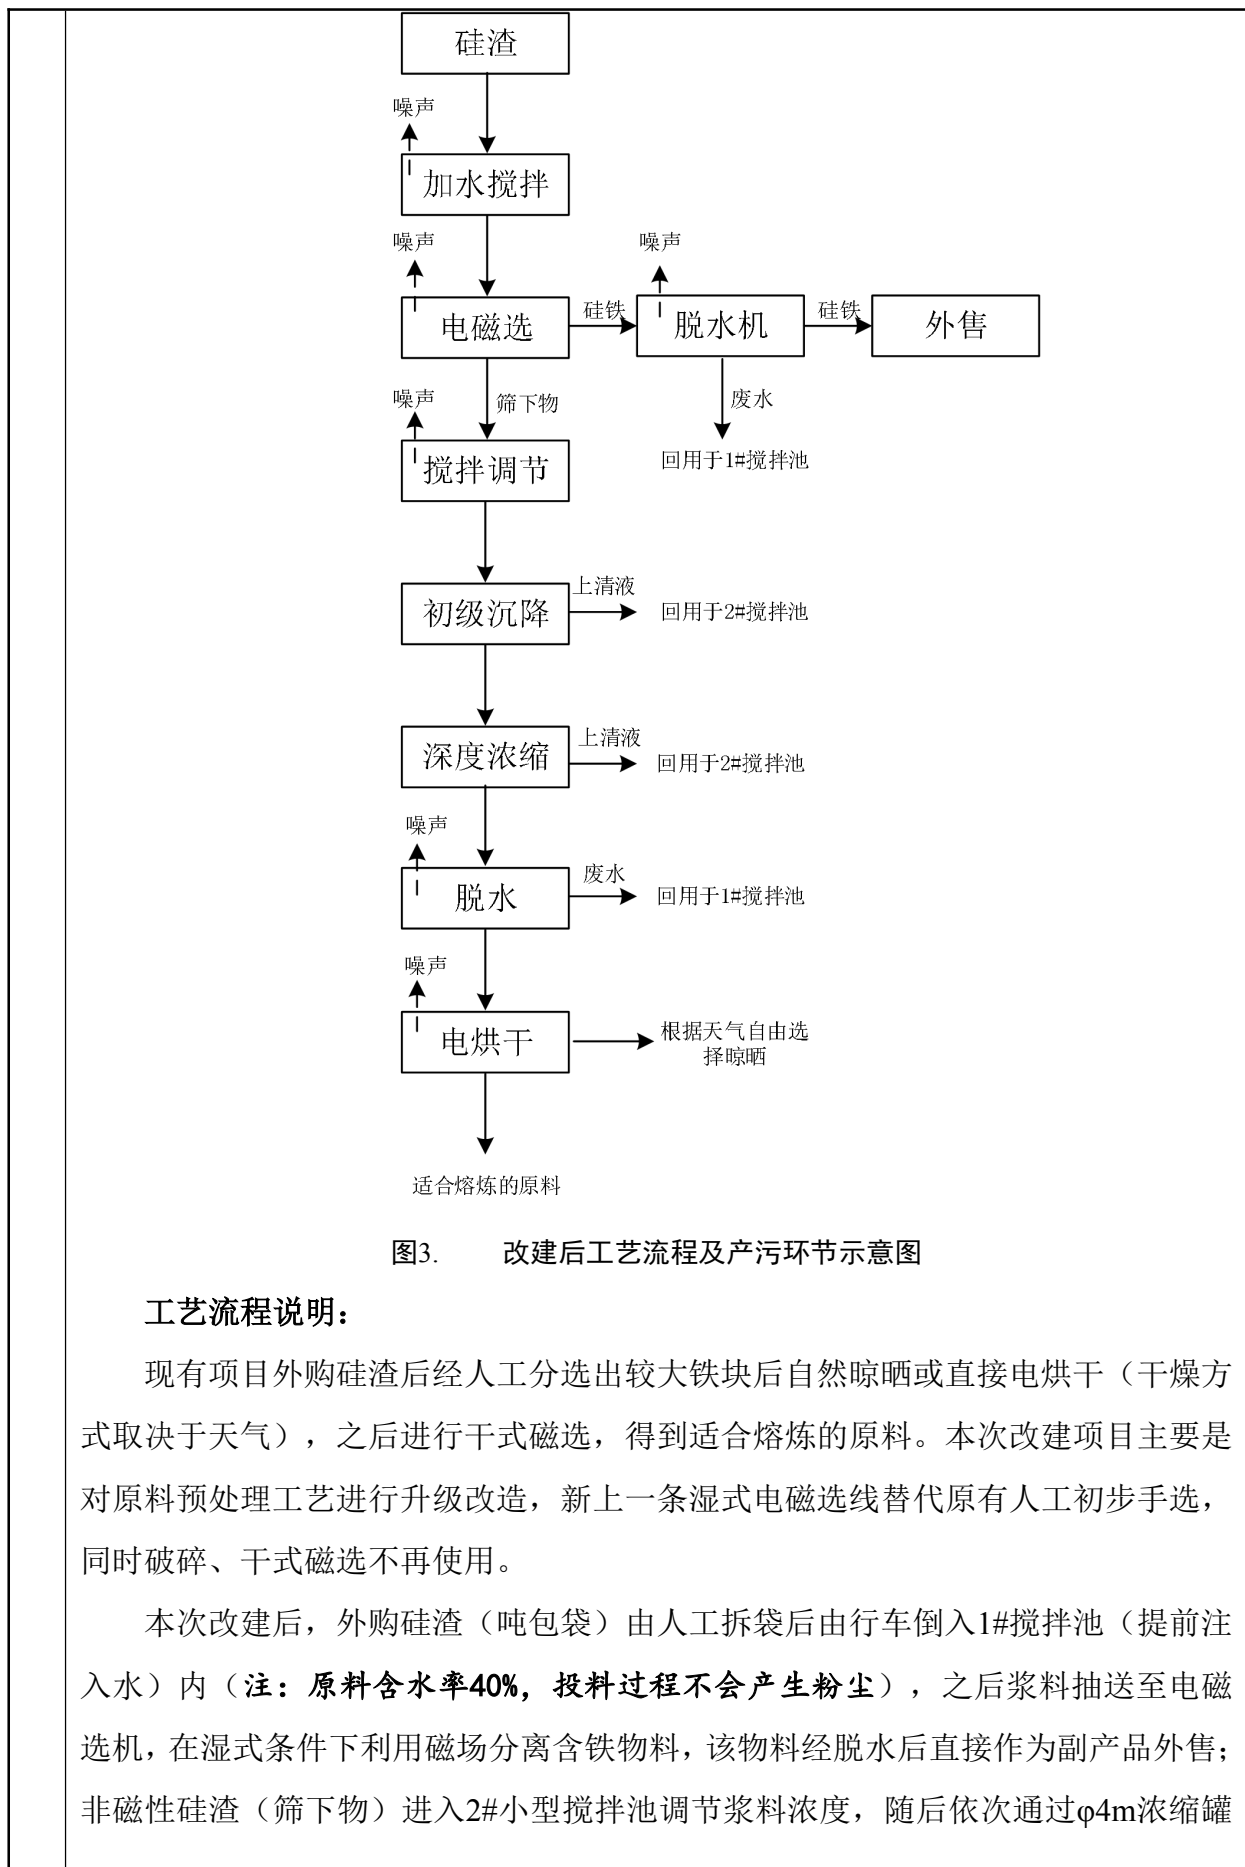 硅渣
噪声
加水搅拌
噪声
噪声
电磁选
硅铁
脱水机
硅铁
外售
噪声
筛下物
废水
搅拌调节
回用于1#搅拌池
初级沉降
上清液
回用于2#搅拌池
深度浓缩
上清液
回用于2#搅拌池
噪声
脱水
废水
回用于1#搅拌池
噪声
电烘干
根据天气自由选
择晾晒
适合熔炼的原料
图3. 改建后工艺流程及产污环节示意图
工艺流程说明：
现有项目外购硅渣后经人工分选出较大铁块后自然晾晒或直接电烘干（干燥方
式取决于天气），之后进行干式磁选，得到适合熔炼的原料。本次改建项目主要是
对原料预处理工艺进行升级改造，新上一条湿式电磁选线替代原有人工初步手选，
同时破碎、干式磁选不再使用。
本次改建后，外购硅渣（吨包袋）由人工拆袋后由行车倒入1#搅拌池（提前注
入水）内（注：原料含水率40%，投料过程不会产生粉尘），之后浆料抽送至电磁
选机，在湿式条件下利用磁场分离含铁物料，该物料经脱水后直接作为副产品外售；
非磁性硅渣（筛下物）进入2#小型搅拌池调节浆料浓度，随后依次通过φ4m浓缩罐